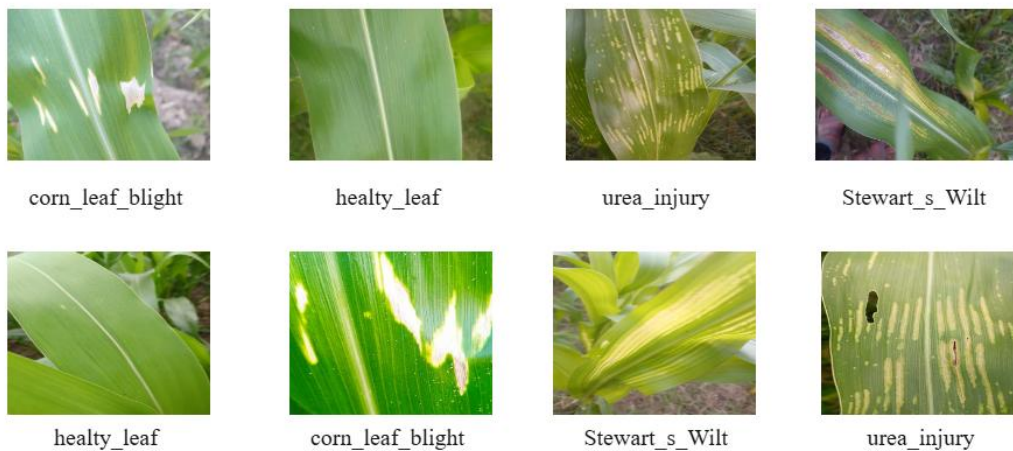 corn_leaf_blight
healty_leaf
urea_injury
Stewart_s_Wilt
healty_leaf
corn_leaf_blight
Stewart_s_Wilt
urea_injury